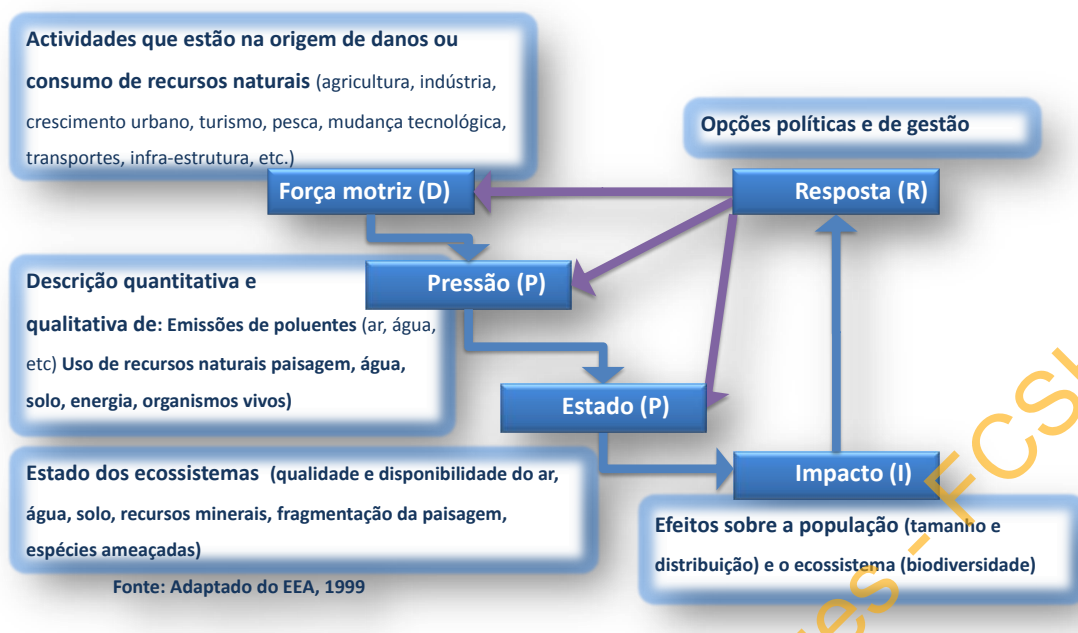 Actividades que estão na origem de danos ou
consumo de recursos naturais (agricultura, indústria,
crescimento urbano, turismo, pesca, mudança tecnológica,
transportes, infra-estrutura, etc.)
Opções políticas e de gestão
Força motriz (D)
Resposta (R)
Descrição quantitativa e
qualitativa de: Emissões de poluentes (ar, água,
etc) Uso de recursos naturais paisagem, água,
solo, energia, organismos vivos)
Pressão (P)
Estado (P)
Estado dos ecossistemas (qualidade e disponibilidade do ar,
água, solo, recursos minerais, fragmentação da paisagem,
espécies ameaçadas)
Impacto (I)
Efeitos sobre a população (tamanho e
distribuição) e o ecossistema (biodiversidade)
Fonte: Adaptado do EEA, 1999